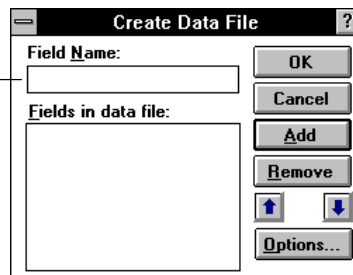 Create Data File
?
Field Name:
OK
Cancel
Fields in data file:
Add
Remove
Options...